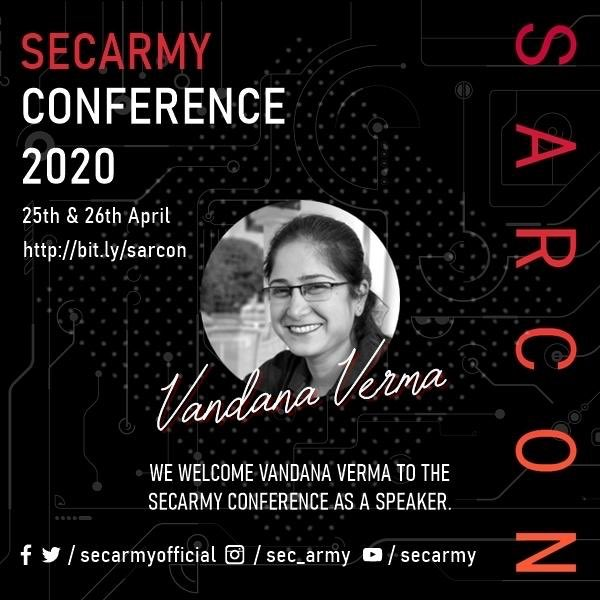 SECARMY
CONFERENCE
2020
25th & 26th April
http://bit.ly/sarcon
SARCON
Vandana Verma
WE WELCOME VANDANA VERMA TO THE
SECARMY CONFERENCE AS A SPEAKER.
/ secarmyofficial / sec_army / secarmy